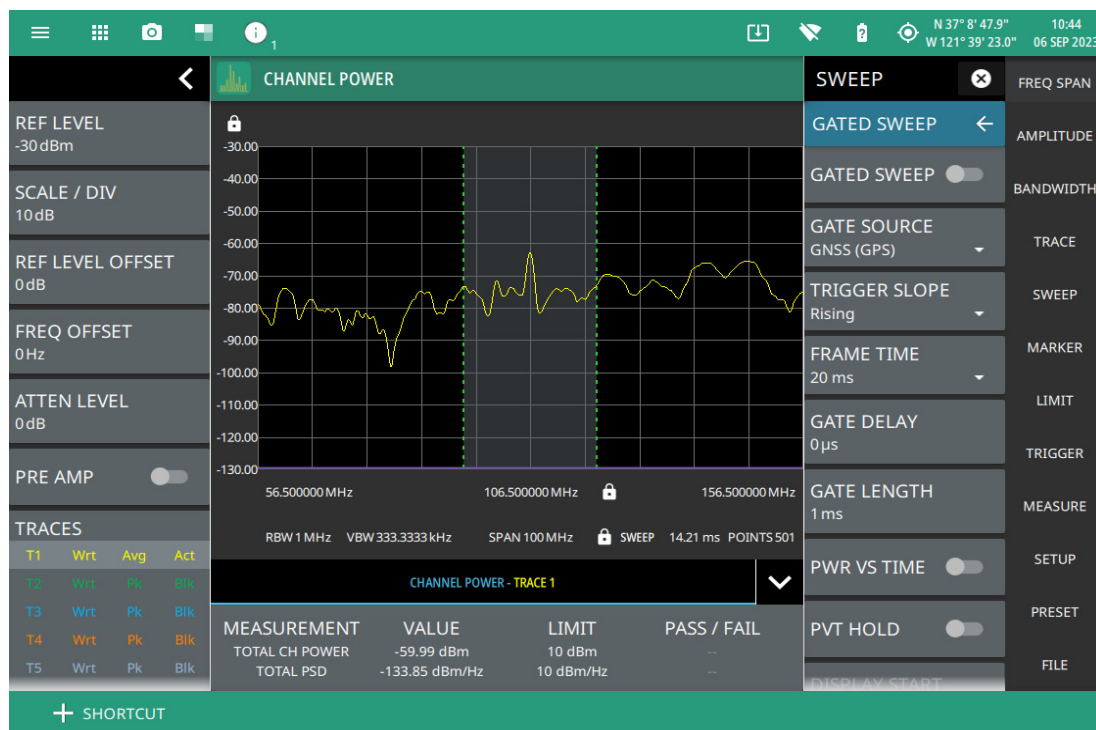 1
N 37° 8' 47.9"
W 121° 39' 23.0"
10:44
06 SEP 2023
REF LEVEL
-30 dBm
SCALE / DIV
10 dB
REF LEVEL OFFSET
0 dB
FREQ OFFSET
0 Hz
ATTEN LEVEL
0 dB
PRE AMP
TRACES
T1 Wrt Avg Act
T2 Wrt Pk Blk
T3 Wrt Pk Blk
T4 Wrt Pk Blk
T5 Wrt Pk Blk
CHANNEL POWER
-30.00
-40.00
-50.00
-60.00
-70.00
-80.00
-90.00
-100.00
-110.00
-120.00
-130.00
56.500000 MHz 106.500000 MHz 156.500000 MHz
RBW 1 MHz VBW 333.3333 kHz SPAN 100 MHz SWEEP 14.21 ms POINTS 501
CHANNEL POWER - TRACE 1
MEASUREMENT VALUE LIMIT PASS / FAIL
TOTAL CH POWER -59.99 dBm 10 dBm --
TOTAL PSD -133.85 dBm/Hz 10 dBm/Hz --
SWEEP
GATED SWEEP
GATED SWEEP
GATE SOURCE
GNSS (GPS)
TRIGGER SLOPE
Rising
FRAME TIME
20 ms
GATE DELAY
0 µs
GATE LENGTH
1 ms
PWR VS TIME
PVT HOLD
DISPLAY START
FREQ SPAN
AMPLITUDE
BANDWIDTH
TRACE
SWEEP
MARKER
LIMIT
TRIGGER
MEASURE
SETUP
PRESET
FILE
SHORTCUT